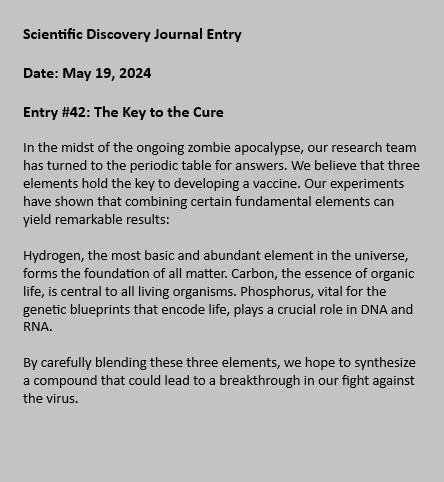 Scientific Discovery Journal Entry
Date: May 19, 2024
Entry #42: The Key to the Cure
In the midst of the ongoing zombie apocalypse, our research team
has turned to the periodic table for answers. We believe that three
elements hold the key to developing a vaccine. Our experiments
have shown that combining certain fundamental elements can
yield remarkable results:
Hydrogen, the most basic and abundant element in the universe,
forms the foundation of all matter. Carbon, the essence of organic
life, is central to all living organisms. Phosphorus, vital for the
genetic blueprints that encode life, plays a crucial role in DNA and
RNA.
By carefully blending these three elements, we hope to synthesize
a compound that could lead to a breakthrough in our fight against
the virus.